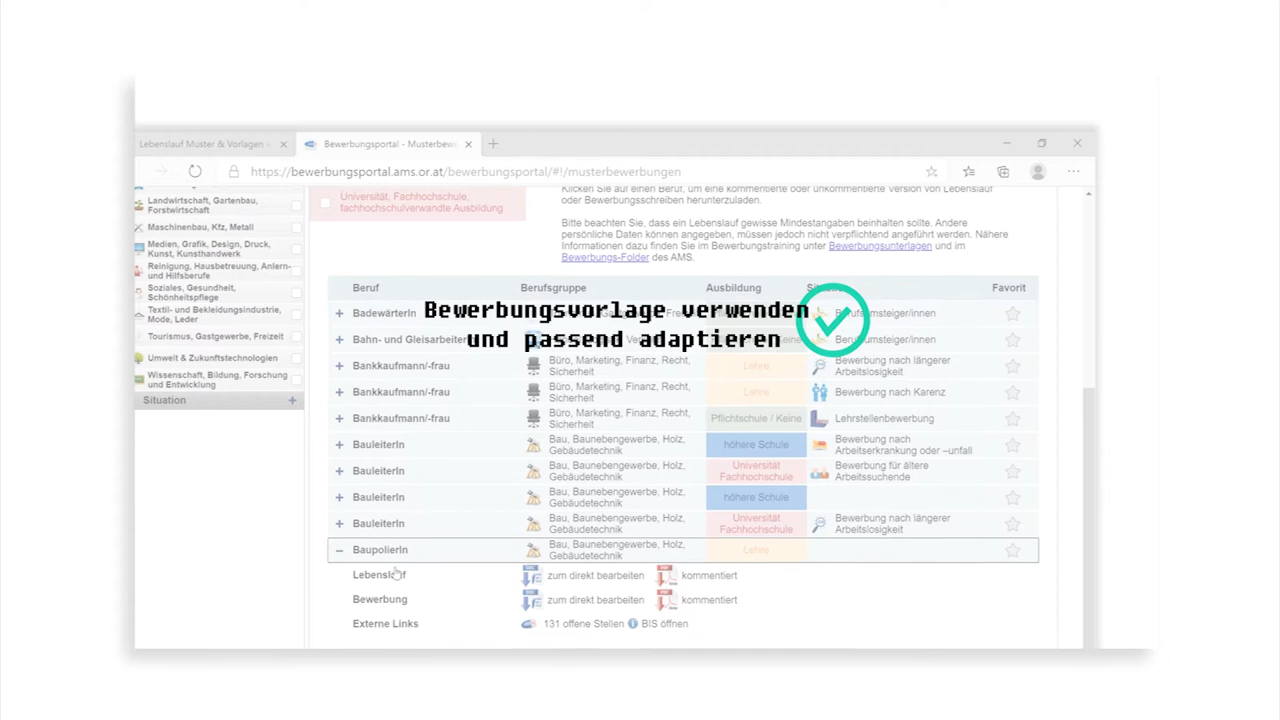 Bewerbungsvorlage verwenden
und passend adaptieren
Lebenslauf Muster & Vorlagen
Bewerbungsportal - Musterbewe
https://bewerbungsportal.ams.or.at/bewerbungsportal/#!/musterbewerbungen
Landwirtschaft, Gartenbau,
Forstwirtschaft
Maschinenbau, Kfz, Metall
Medien, Grafik, Design, Druck,
Kunst, Kunsthandwerk
Reinigung, Hausbetreuung, Anlern-
und Hilfsberufe
Soziales, Gesundheit,
Schönheitspflege
Textil- und Bekleidungsindustrie,
Mode, Leder
Tourismus, Gastgewerbe, Freizeit
Umwelt & Zukunftstechnologien
Wissenschaft, Bildung, Forschung
und Entwicklung
Situation
Universität, Fachhochschule,
fachhochschulverwandte Ausbildung
Klicken Sie auf einen Beruf, um eine kommentierte oder unkommentierte Version von Lebenslauf
oder Bewerbungsschreiben herunterzuladen.
Bitte beachten Sie, dass ein Lebenslauf gewisse Mindestangaben beinhalten sollte. Andere
persönliche Daten können angegeben, müssen jedoch nicht verpflichtend angeführt werden. Nähere
Informationen dazu finden Sie im Bewerbungstraining unter Bewerbungsunterlagen und im
Bewerbungs-Folder des AMS.
Beruf Berufsgruppe Ausbildung Favorit
BadewärterIn Berufsumsteiger/innen
Bahn- und Gleisarbeiter Keine Berufsumsteiger/innen
Bankkaufmann/-frau Büro, Marketing, Finanz, Recht, Sicherheit Lehre Bewerbung nach längerer Arbeitslosigkeit
Bankkaufmann/-frau Büro, Marketing, Finanz, Recht, Sicherheit Lehre Bewerbung nach Karenz
Bankkaufmann/-frau Büro, Marketing, Finanz, Recht, Sicherheit Pflichtschule / Keine Lehrstellenbewerbung
BauleiterIn Bau, Baunebengewerbe, Holz, Gebäudetechnik höhere Schule Bewerbung nach Arbeitserkrankung oder –unfall
BauleiterIn Bau, Baunebengewerbe, Holz, Gebäudetechnik Universität Fachhochschule Bewerbung für ältere Arbeitssuchende
BauleiterIn Bau, Baunebengewerbe, Holz, Gebäudetechnik höhere Schule
BauleiterIn Bau, Baunebengewerbe, Holz, Gebäudetechnik Universität Fachhochschule Bewerbung nach längerer Arbeitslosigkeit
BaupolierIn Bau, Baunebengewerbe, Holz, Gebäudetechnik Lehre
Lebenslauf zum direkt bearbeiten kommentiert
Bewerbung zum direkt bearbeiten kommentiert
Externe Links 131 offene Stellen BIS öffnen